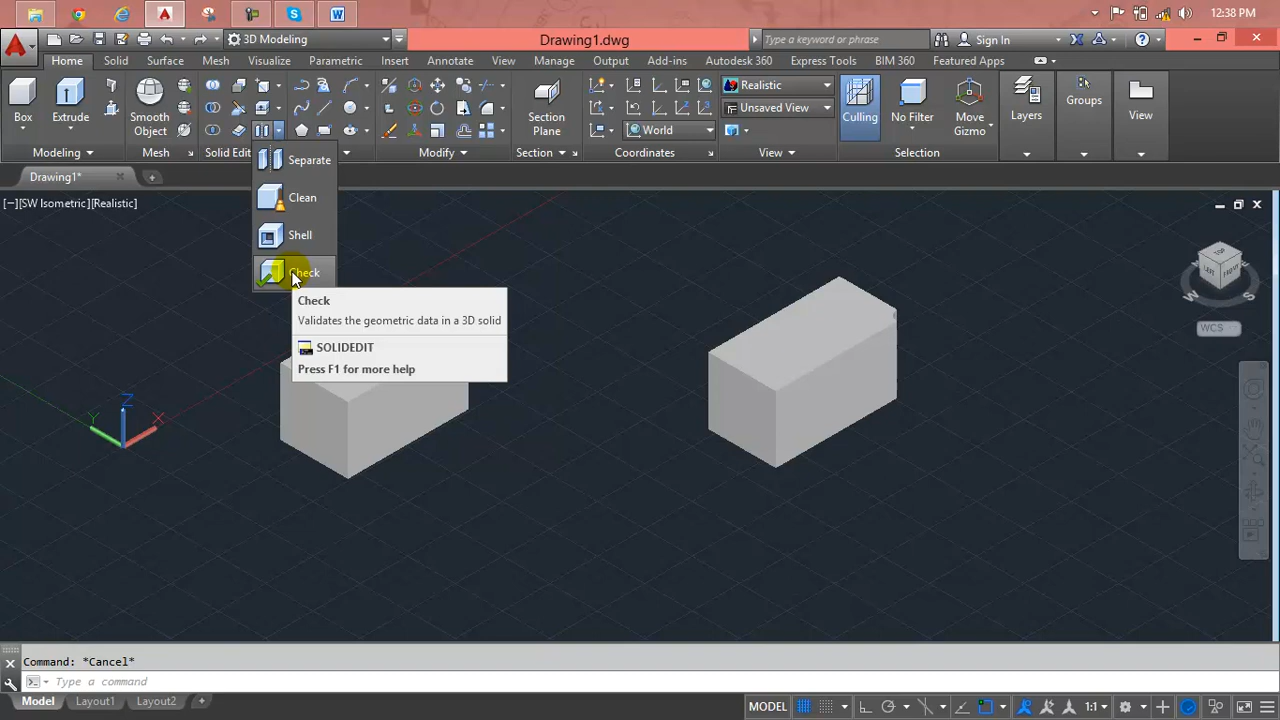 12:38 PM
3D Modeling
Drawing1.dwg
Type a keyword or phrase
Sign In
Home
Solid
Surface
Mesh
Visualize
Parametric
Insert
Annotate
View
Manage
Output
Add-ins
Autodesk 360
Express Tools
BIM 360
Featured Apps
Box
Extrude
Smooth
Object
Section
Plane
Realistic
Unsaved View
World
Culling
No Filter
Move
Gizmo
Layers
Groups
View
Modeling
Mesh
Solid Edi
Modify
Section
Coordinates
View
Selection
Drawing1*
[−][SW Isometric][Realistic]
Separate
Clean
Shell
Check
Check
Validates the geometric data in a 3D solid
SOLIDEDIT
Press F1 for more help
TOP
LEFT
FRONT
W
S
WCS
Z
Y
X
Command: *Cancel*
Type a command
Model
Layout1
Layout2
MODEL
1:1